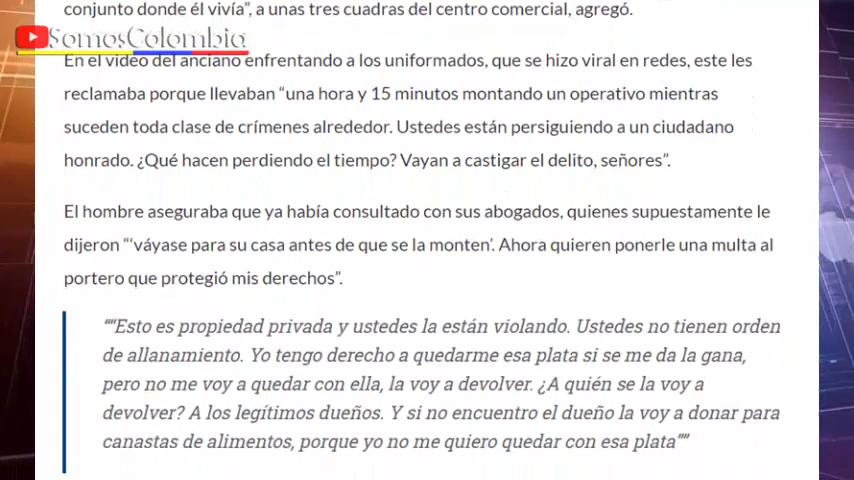 conjunto donde él vivía”, a unas tres cuadras del centro comercial, agregó.
SomosColombia
En el video del anciano enfrentando a los uniformados, que se hizo viral en redes, este les
reclamaba porque llevaban “una hora y 15 minutos montando un operativo mientras
suceden toda clase de crímenes alrededor. Ustedes están persiguiendo a un ciudadano
honrado. ¿Qué hacen perdiendo el tiempo? Vayan a castigar el delito, señores”.
El hombre aseguraba que ya había consultado con sus abogados, quienes supuestamente le
dijeron “‘váyase para su casa antes de que se la monten’. Ahora quieren ponerle una multa al
portero que protegió mis derechos”.
““Esto es propiedad privada y ustedes la están violando. Ustedes no tienen orden
de allanamiento. Yo tengo derecho a quedarme esa plata si se me da la gana,
pero no me voy a quedar con ella, la voy a devolver. ¿A quién se la voy a
devolver? A los legítimos dueños. Y si no encuentro el dueño la voy a donar para
canastas de alimentos, porque yo no me quiero quedar con esa plata””